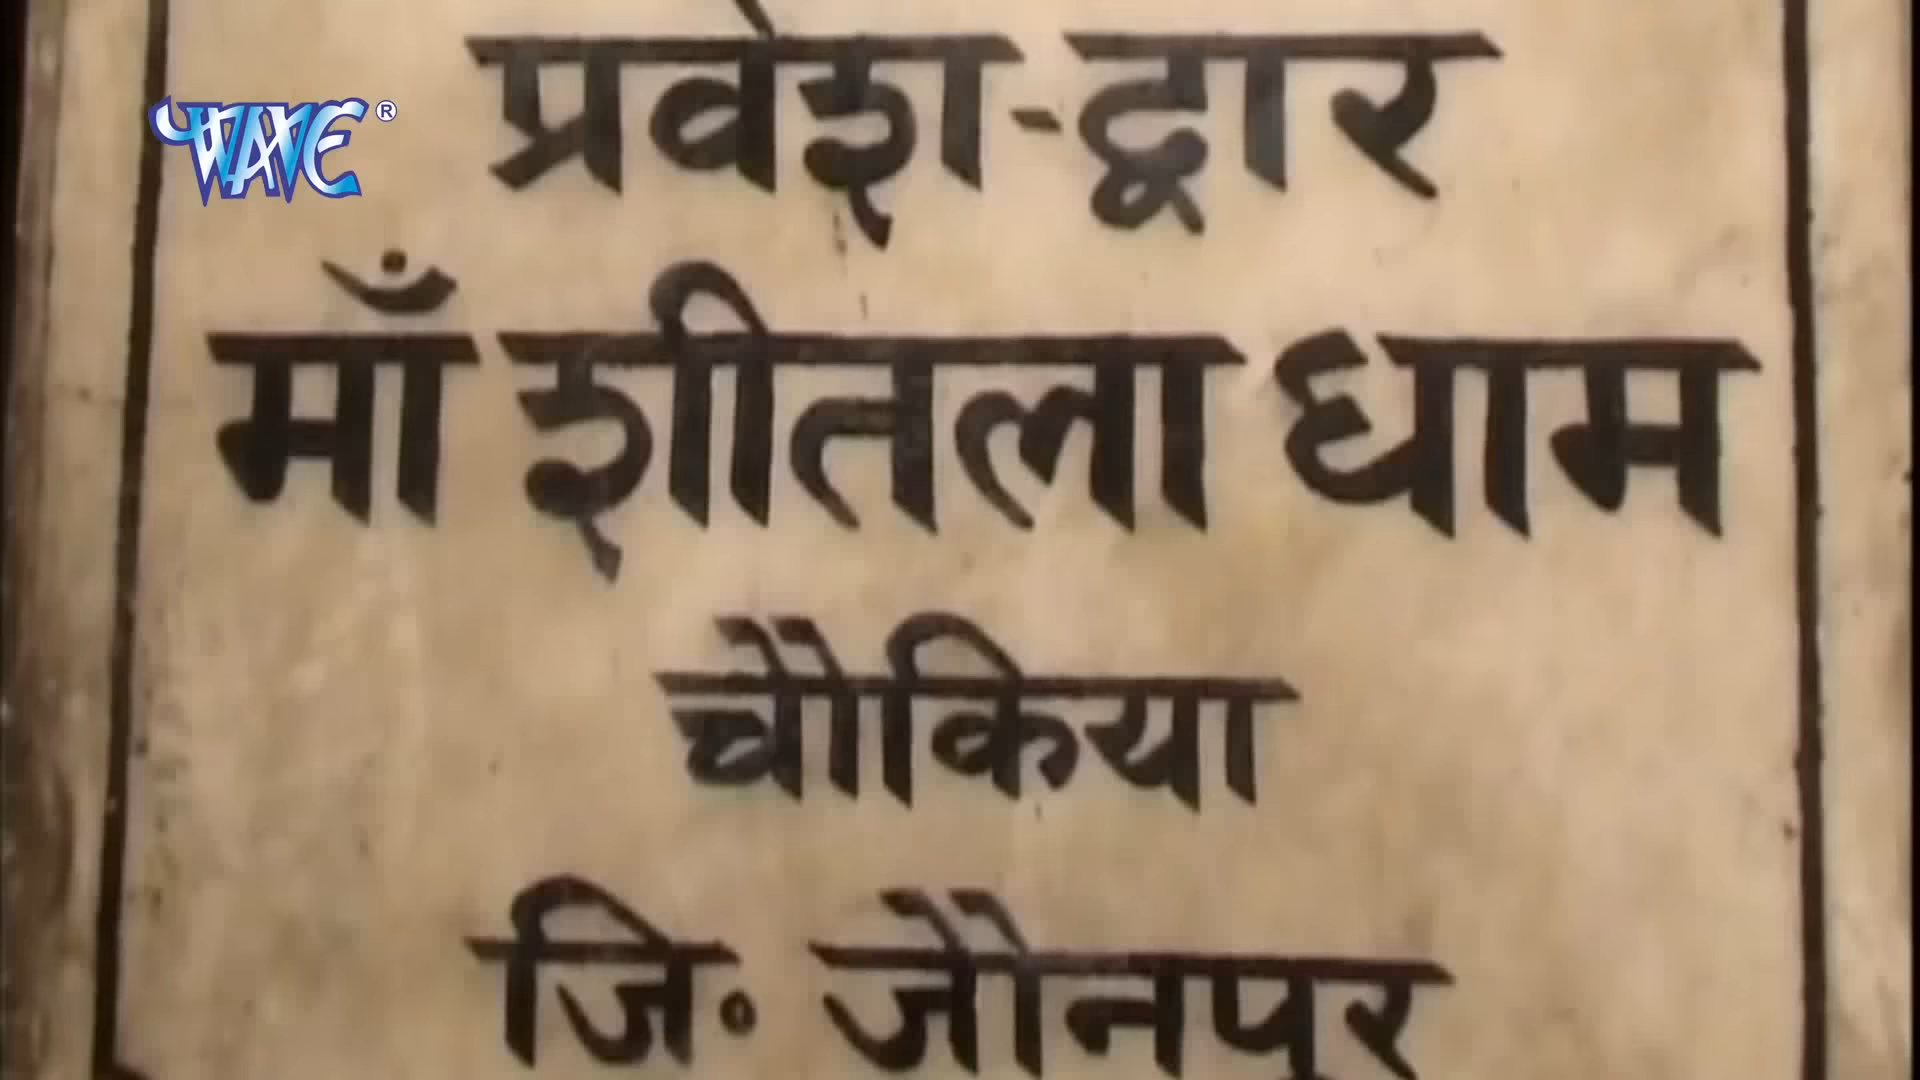 प्रवेश-द्वार
WAVE®
माँ शीतला धाम
चौकिया
जि॰ जौनपुर